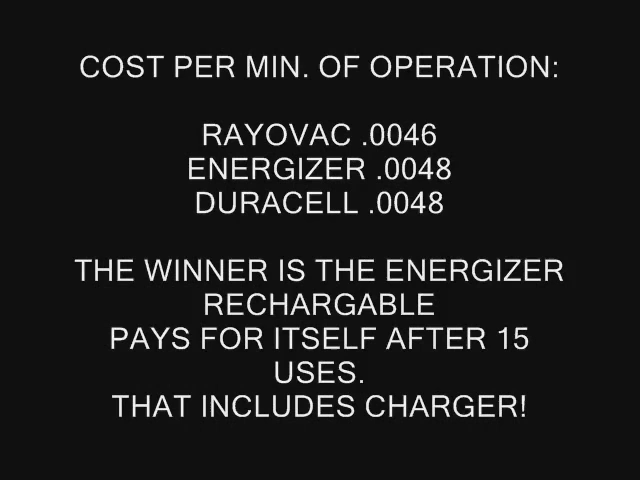 COST PER MIN. OF OPERATION:
RAYOVAC .0046
ENERGIZER .0048
DURACELL .0048
THE WINNER IS THE ENERGIZER
RECHARGABLE
PAYS FOR ITSELF AFTER 15
USES.
THAT INCLUDES CHARGER!